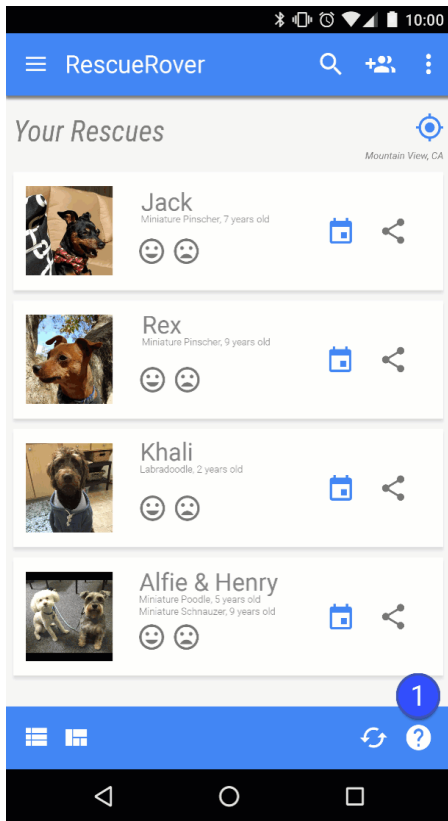 10:00
RescueRover
Your Rescues
Mountain View, CA
Jack
Miniature Pinscher, 7 years old
Rex
Miniature Pinscher, 9 years old
Khali
Labradoodle, 2 years old
Alfie & Henry
Miniature Poodle, 5 years old
Miniature Schnauzer, 9 years old
1
?